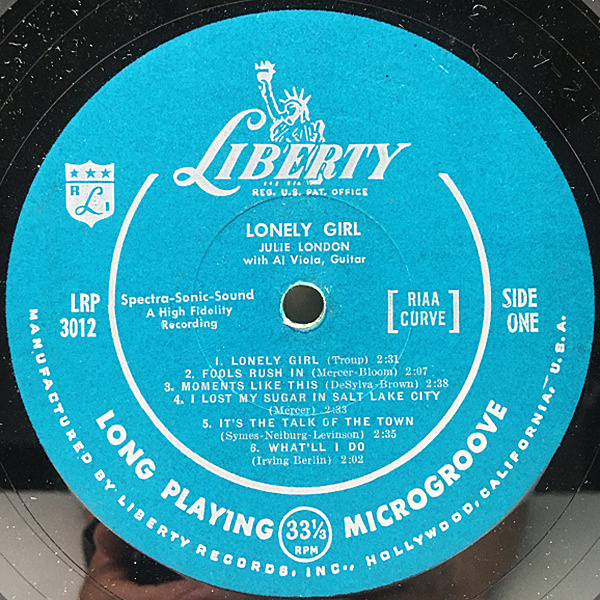 LIBERTY
REG. U.S. PAT. OFFICE
R L I
LONELY GIRL
JULIE LONDON
with Al Viola, Guitar
LRP
3012
Spectra-Sonic-Sound
A High Fidelity
Recording
[RIAA
CURVE]
SIDE
ONE
1. LONELY GIRL (Troup) 2:31
2. FOOLS RUSH IN (Mercer-Bloom) 2:07
3. MOMENTS LIKE THIS (DeSylva-Brown) 2:38
4. I LOST MY SUGAR IN SALT LAKE CITY
(Mercer) 2:33
5. IT'S THE TALK OF THE TOWN
(Symes-Neiburg-Levinson) 2:35
6. WHAT'LL I DO
(Irving Berlin) 2:02
LONG PLAYING 33⅓ RPM MICROGROOVE
MANUFACTURED BY LIBERTY RECORDS, INC., HOLLYWOOD, CALIFORNIA, U.S.A.